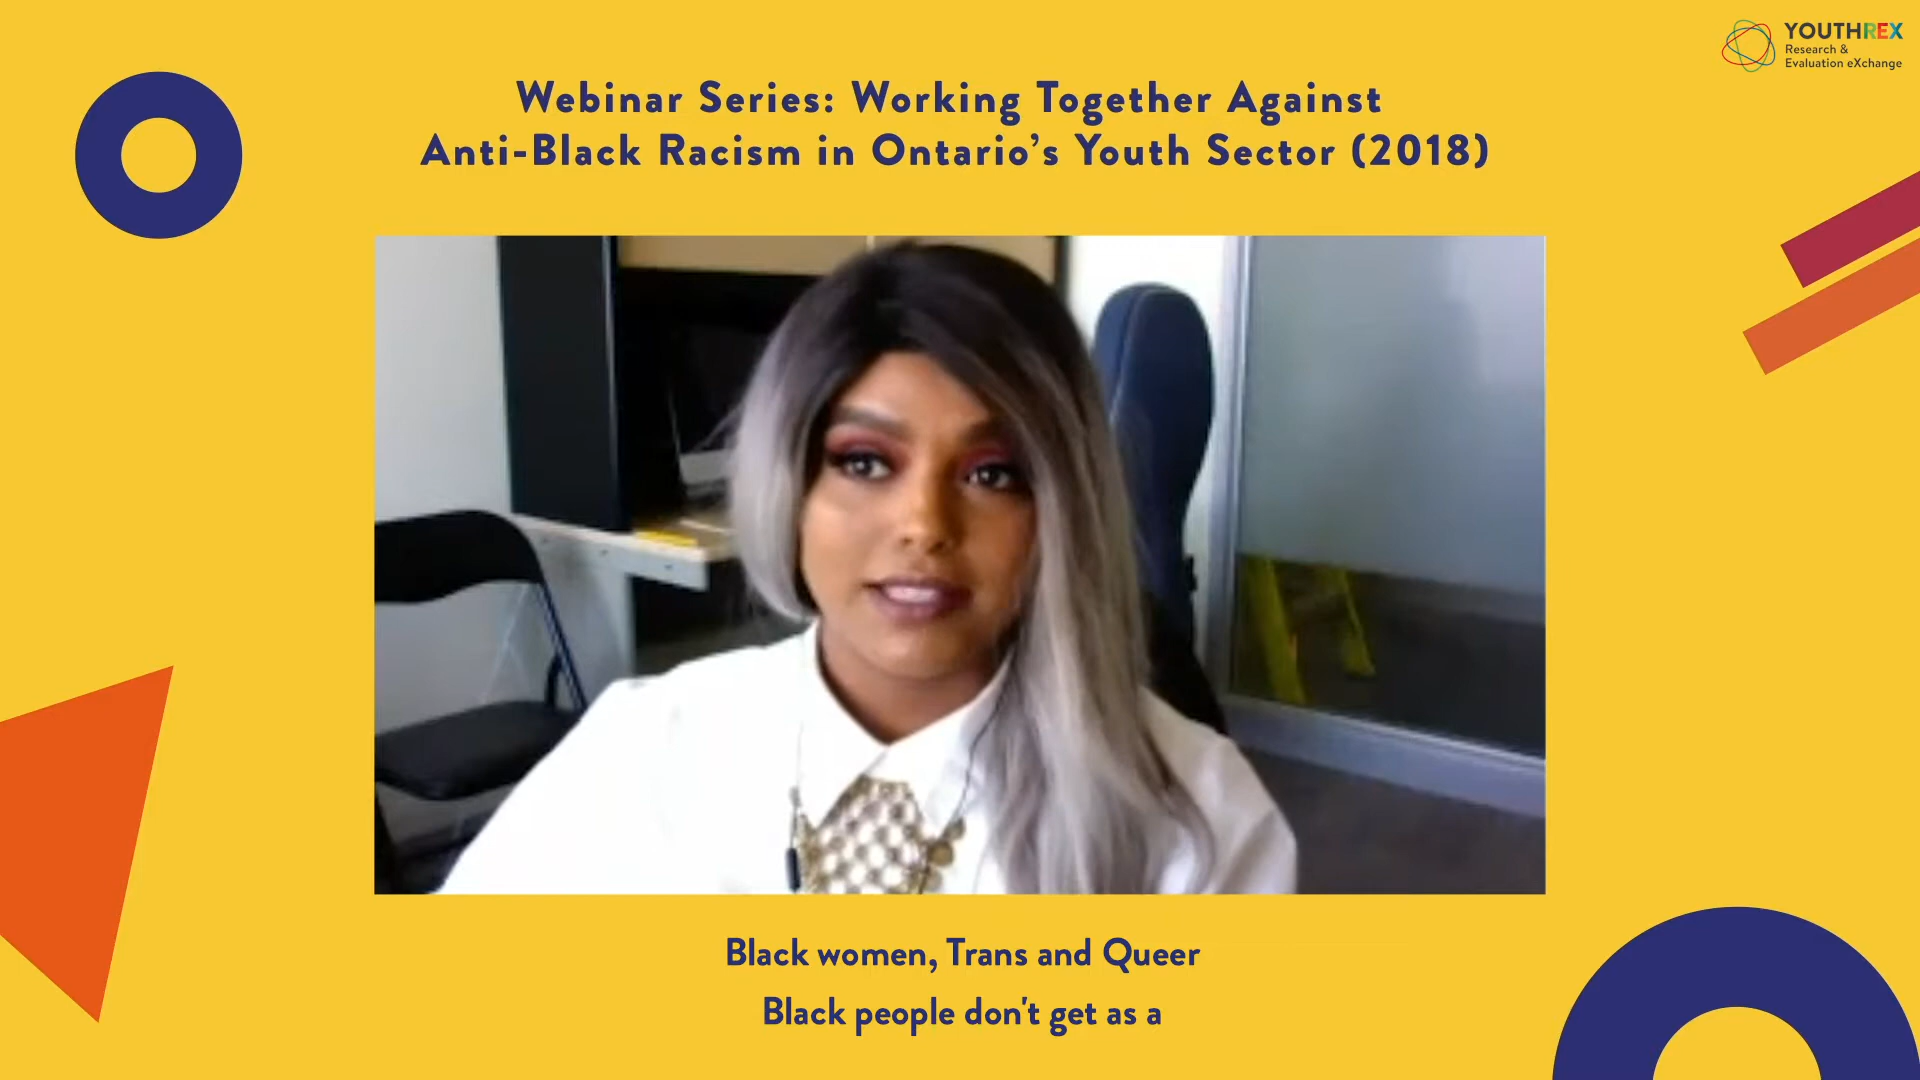 YOUTHREX
Research &
Evaluation eXchange
Webinar Series: Working Together Against
Anti-Black Racism in Ontario’s Youth Sector (2018)
Black women, Trans and Queer
Black people don't get as a